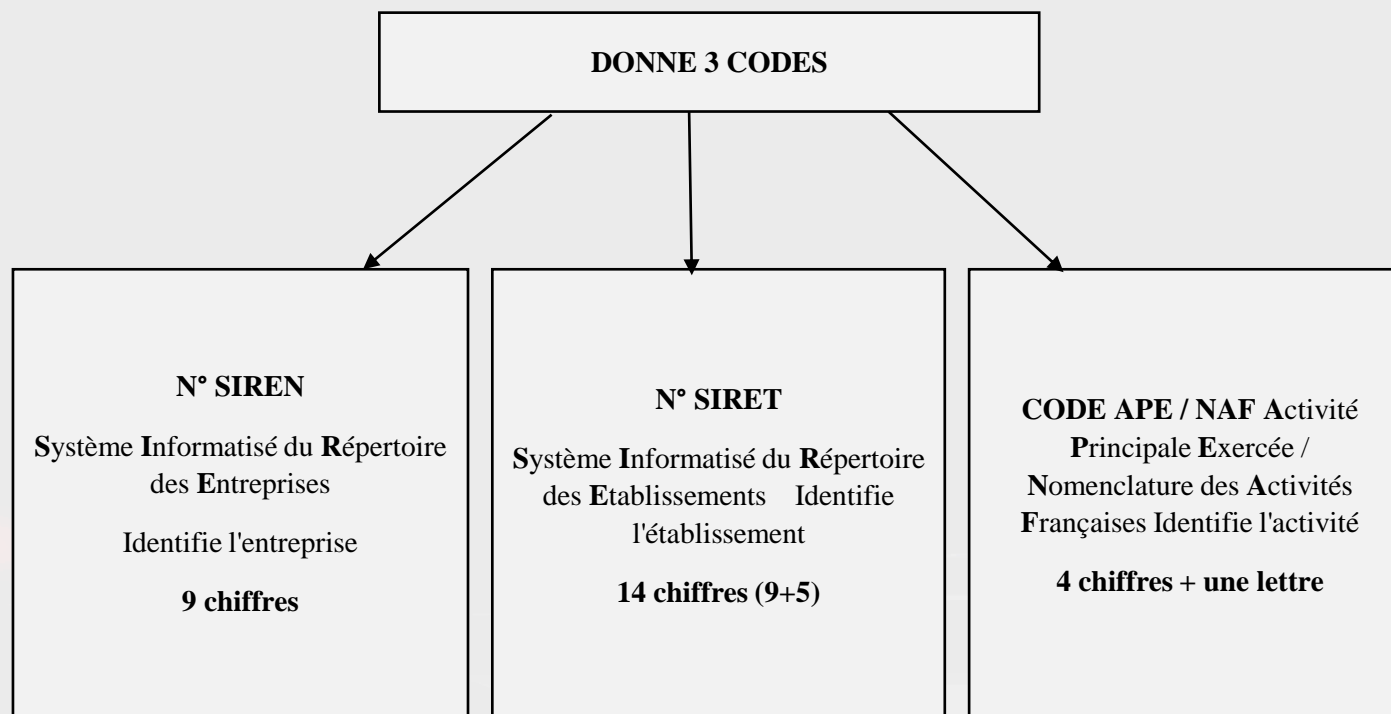 DONNE 3 CODES
N° SIREN
Système Informatisé du Répertoire
des Entreprises
Identifie l'entreprise
9 chiffres
N° SIRET
Système Informatisé du Répertoire
des Etablissements Identifie
l'établissement
14 chiffres (9+5)
CODE APE / NAF Activité
Principale Exercée /
Nomenclature des Activités
Françaises Identifie l'activité
4 chiffres + une lettre